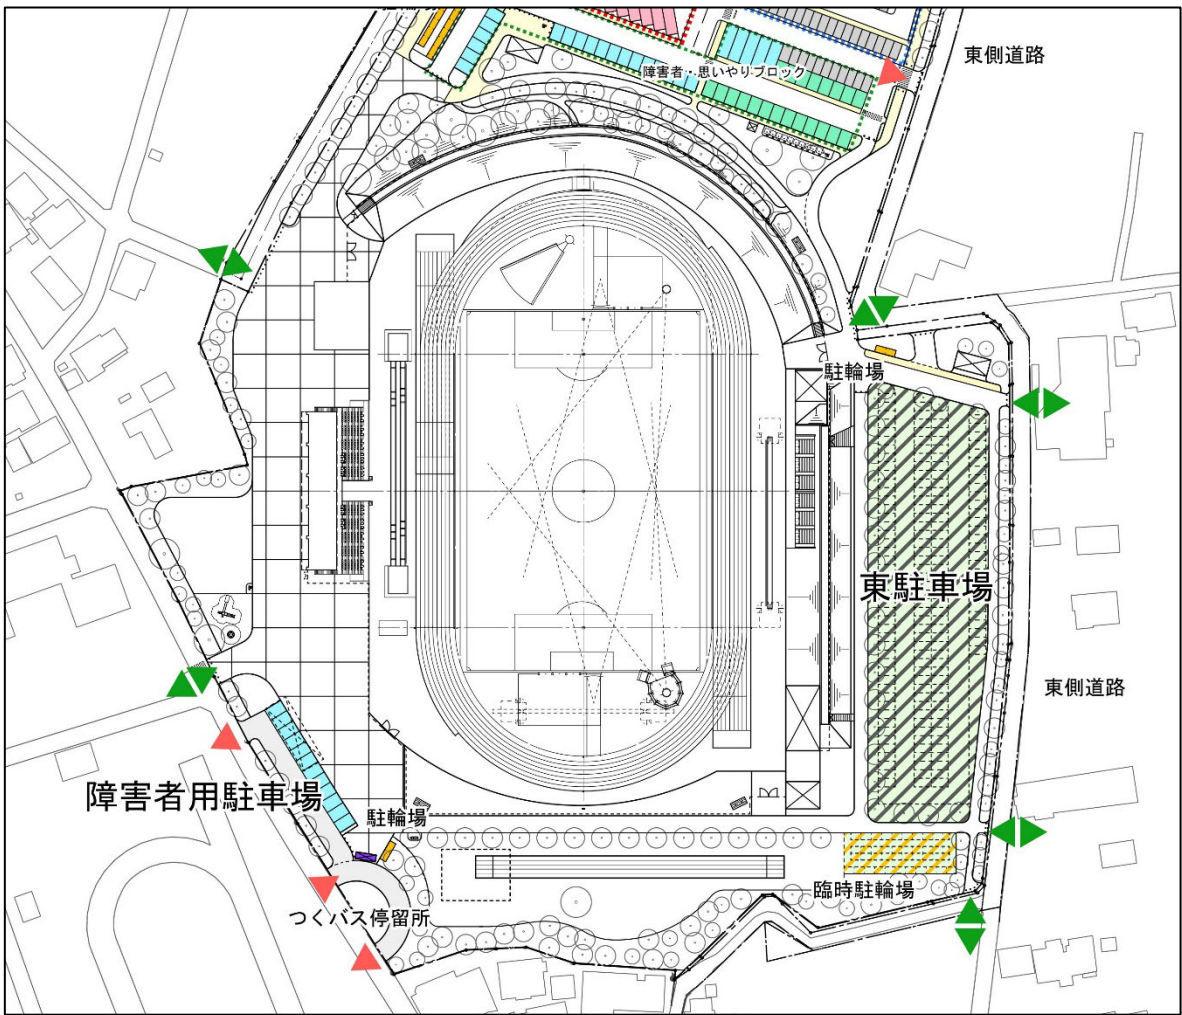 東側道路
障害者・思いやりブロック
駐輪場
東駐車場
東側道路
障害者用駐車場
駐輪場
臨時駐輪場
つくバス停留所